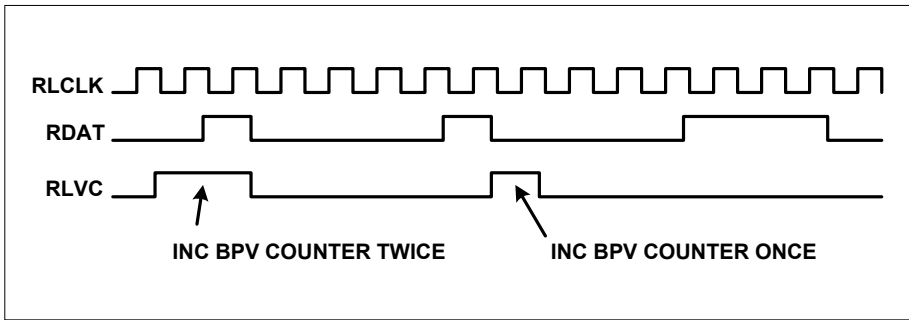 RLCLK
RDAT
RLVC
INC BPV COUNTER TWICE
INC BPV COUNTER ONCE